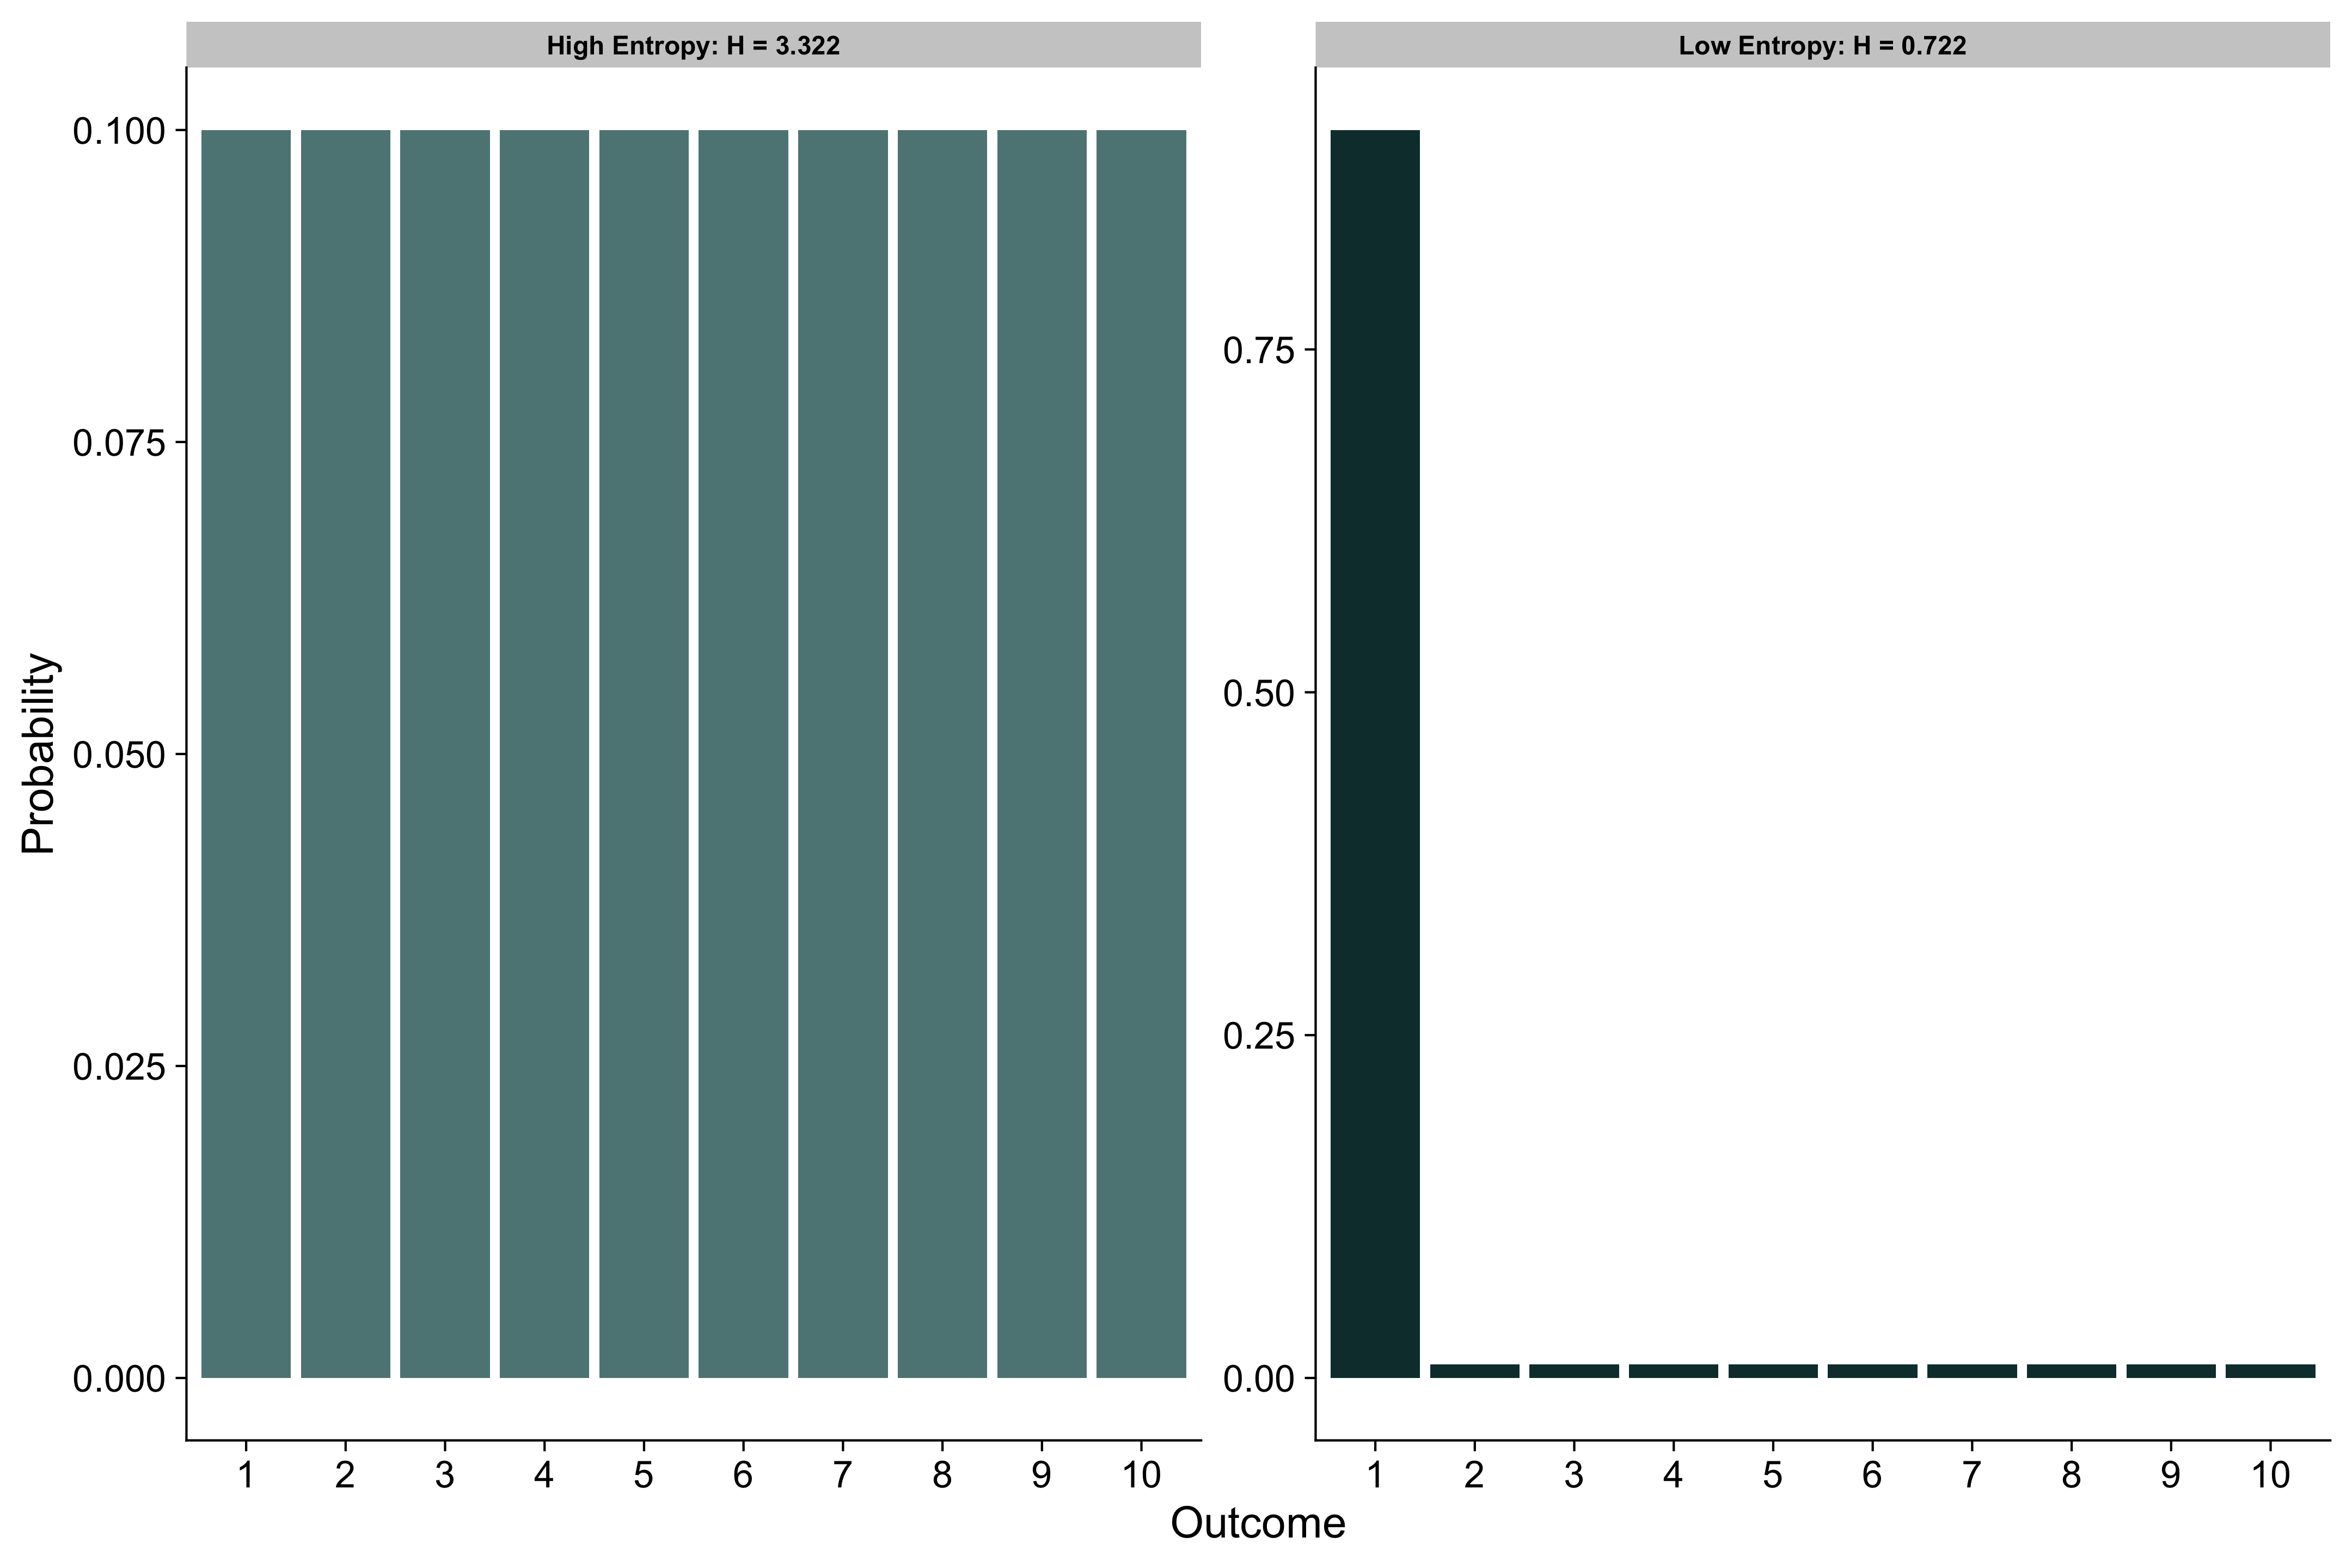 High Entropy: H = 3.322
Low Entropy: H = 0.722
Probability
0.100
0.075
0.050
0.025
0.000
0.75
0.50
0.25
0.00
1 2 3 4 5 6 7 8 9 10
1 2 3 4 5 6 7 8 9 10
Outcome